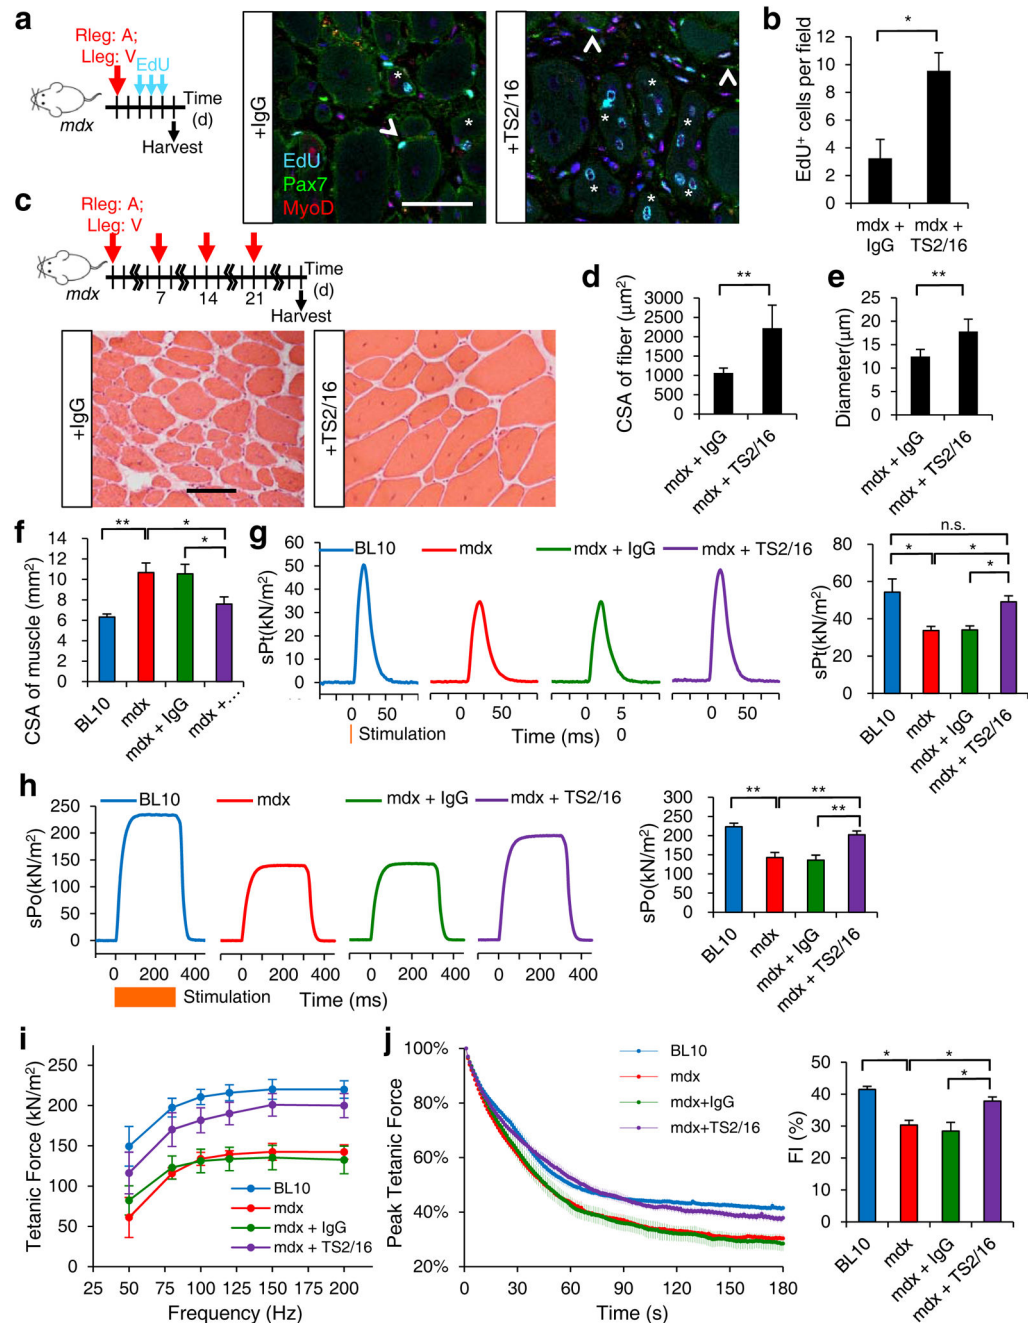 a
Rleg: A;
Lleg: V
EdU
Time
(d)
mdx
Harvest
+IgG
EdU
Pax7
MyoD
*
*
+TS2/16
*
*
*
*
*
*
*
b
EdU⁺ cells per field
12
10
8
6
4
2
0
*
mdx +
IgG
mdx +
TS2/16
c
Rleg: A;
Lleg: V
mdx
7
14
21
Time
(d)
Harvest
+IgG
+TS2/16
d
CSA of fiber (µm²)
3000
2500
2000
1500
1000
500
0
**
mdx + IgG
mdx + TS2/16
e
Diameter(µm)
25
20
15
10
5
0
**
mdx + IgG
mdx + TS2/16
f
CSA of muscle (mm²)
14
12
10
8
6
4
2
0
**
*
*
BL10
mdx
mdx + IgG
mdx +...
g
BL10
mdx
mdx + IgG
mdx + TS2/16
sPt(kN/m²)
60
50
40
30
20
10
0
0 50
0 50
0 5
0
0 50
Stimulation
Time (ms)
sPt(kN/m²)
80
60
40
20
0
n.s.
*
*
*
BL10
mdx
mdx + IgG
mdx + TS2/16
h
BL10
mdx
mdx + IgG
mdx + TS2/16
sPo(kN/m²)
250
200
150
100
50
0
0 200 400
0 200 400
0 200 400
0 200 400
Stimulation
Time (ms)
sPo(kN/m²)
300
250
200
150
100
50
0
**
**
**
BL10
mdx
mdx + IgG
mdx + TS2/16
i
Tetanic Force (kN/m²)
250
200
150
100
50
0
BL10
mdx
mdx + IgG
mdx + TS2/16
25 50 75 100 125 150 175 200
Frequency (Hz)
j
Peak Tetanic Force
100%
80%
60%
40%
20%
BL10
mdx
mdx+IgG
mdx+TS2/16
0 30 60 90 120 150 180
Time (s)
FI (%)
50
40
30
20
10
0
*
*
*
BL10
mdx
mdx + IgG
mdx + TS2/16